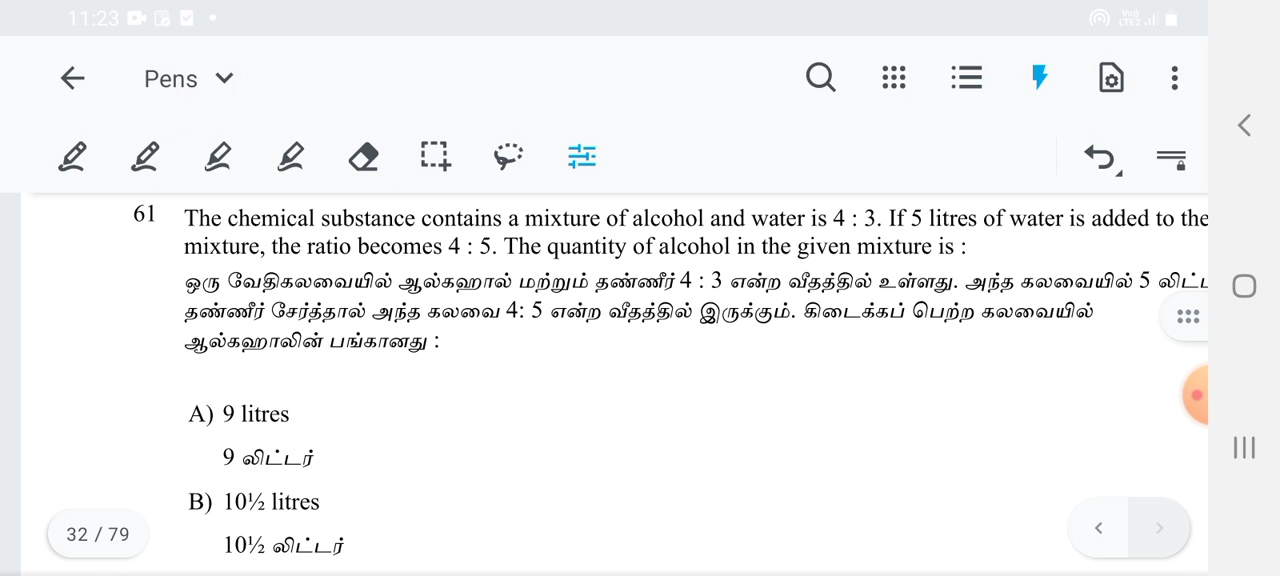 11:23
Voi)
LTE2
Pens
61 The chemical substance contains a mixture of alcohol and water is 4 : 3. If 5 litres of water is added to the
mixture, the ratio becomes 4 : 5. The quantity of alcohol in the given mixture is :
ஒரு வேதிகலவையில் ஆல்கஹால் மற்றும் தண்ணீர் 4 : 3 என்ற வீதத்தில் உள்ளது. அந்த கலவையில் 5
தண்ணீர் சேர்த்தால் அந்த கலவை 4: 5 என்ற வீதத்தில் இருக்கும். கிடைக்கப் பெற்ற கலவையில்
ஆல்கஹாலின் பங்கானது :
A) 9 litres
9 லிட்டர்
B) 10½ litres
10½ லிட்டர்
32 / 79